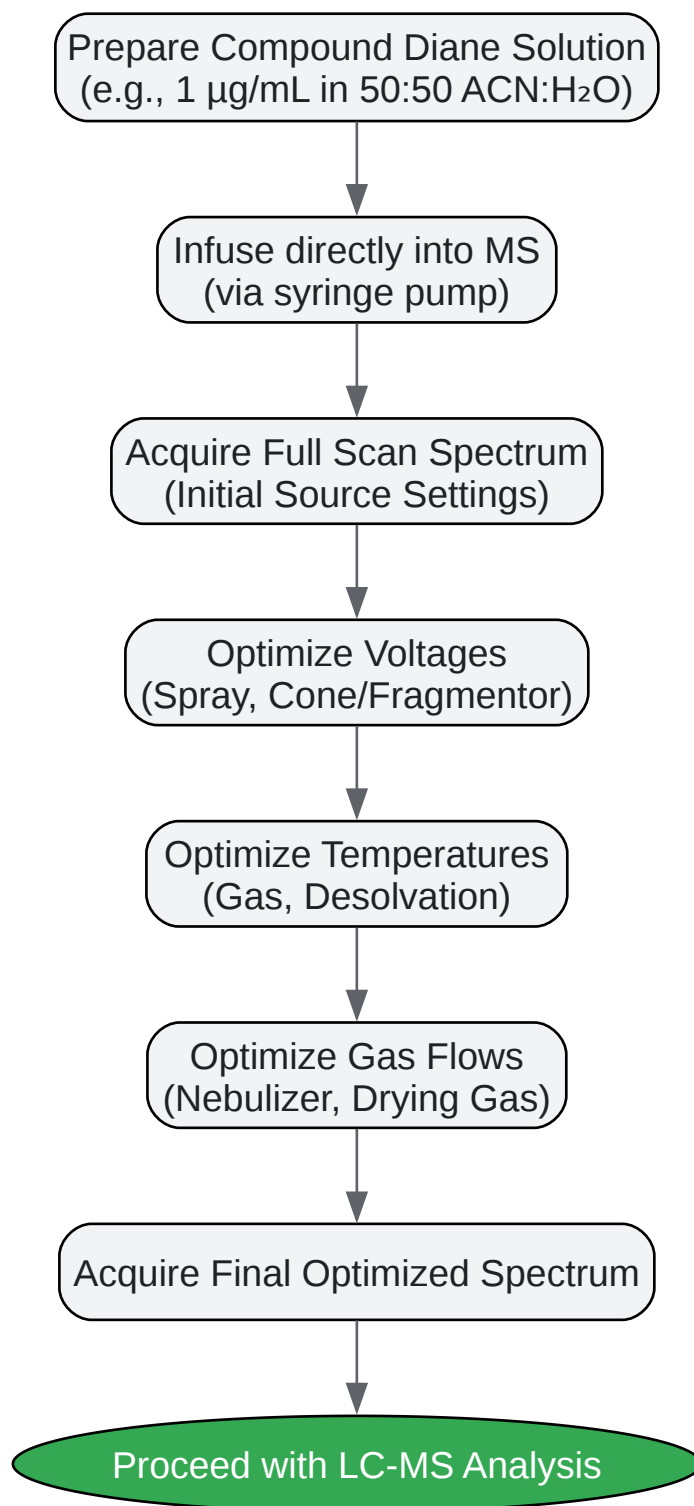 Prepare Compound Diane Solution
(e.g., 1 µg/mL in 50:50 ACN:H₂O)
Infuse directly into MS
(via syringe pump)
Acquire Full Scan Spectrum
(Initial Source Settings)
Optimize Voltages
(Spray, Cone/Fragmentor)
Optimize Temperatures
(Gas, Desolvation)
Optimize Gas Flows
(Nebulizer, Drying Gas)
Acquire Final Optimized Spectrum
Proceed with LC-MS Analysis